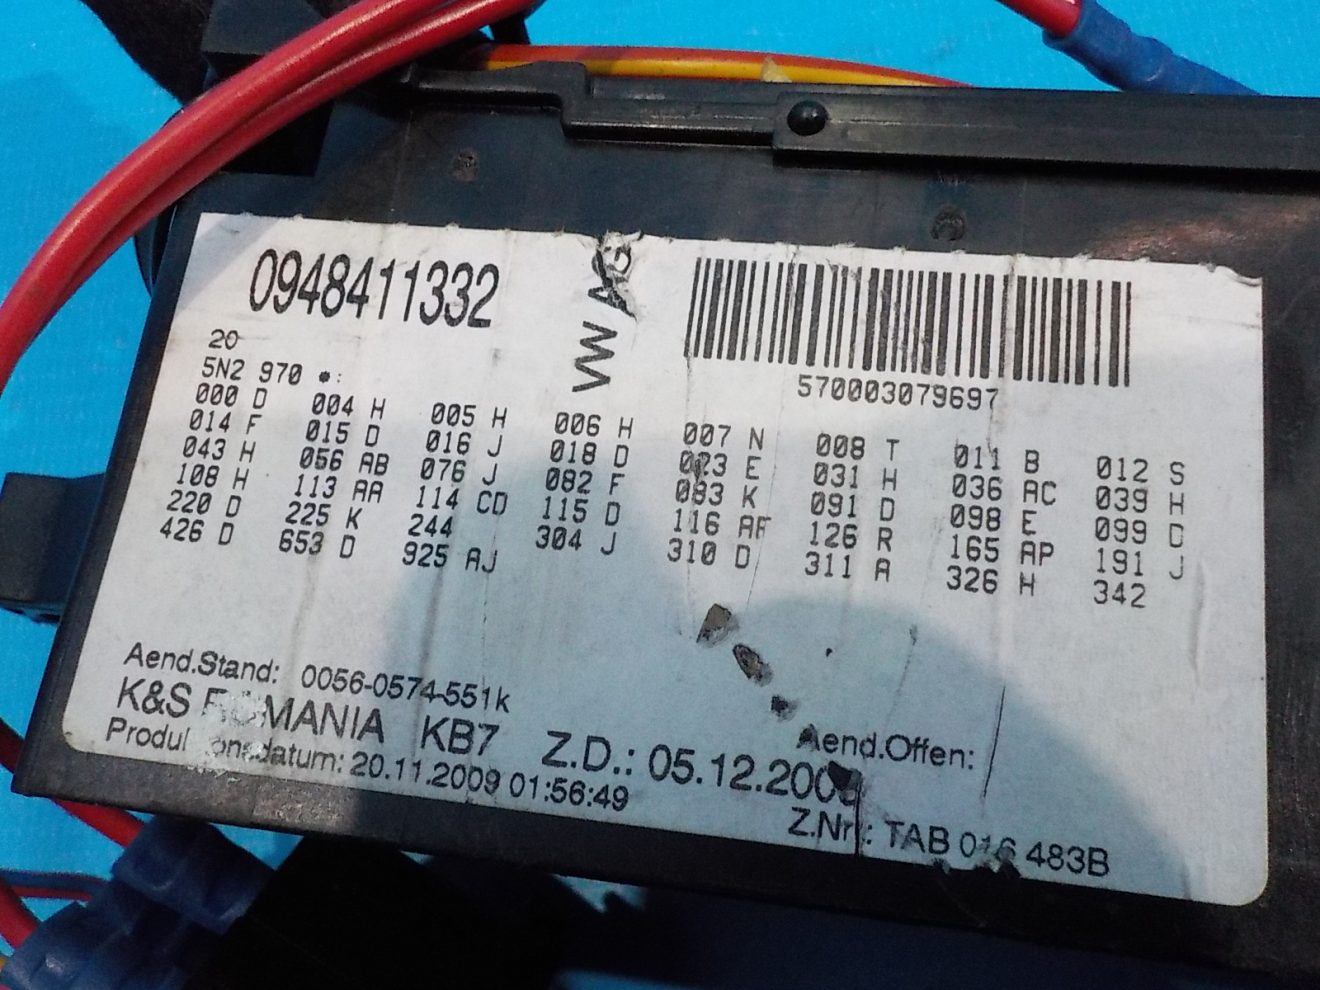 0948411332
VW AG
570003079697
20
5N2 970 *:
000 D 004 H 005 H 006 H 007 N 008 T 011 B 012 S
014 F 015 D 016 J 018 D 023 E 031 H 036 AC 039 H
043 H 056 AB 076 J 082 F 083 K 091 D 098 E 099 D
108 H 113 AA 114 CD 115 D 116 AF 126 R 165 AP 191 J
220 D 225 K 244 304 J 310 D 311 A 326 H 342
426 D 653 D 925 AJ
Aend.Stand: 0056-0574-551k
Aend.Offen:
K&S ROMANIA KB7 Z.D.: 05.12.2009
Produktionsdatum: 20.11.2009 01:56:49
Z.Nr.: TAB 016 483B